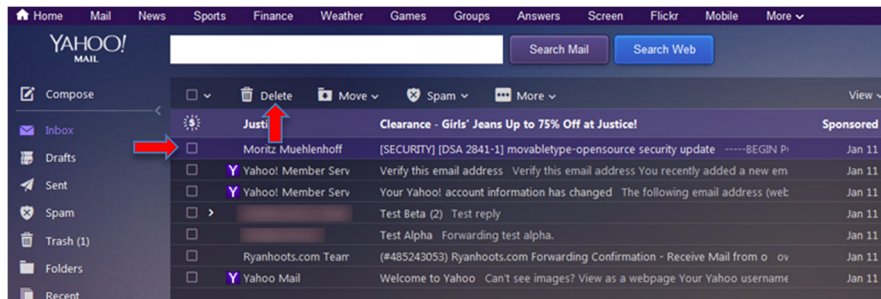 Home Mail News Sports Finance Weather Games Groups Answers Screen Flickr Mobile More
YAHOO!
MAIL
Search Mail Search Web
Compose
Delete Move Spam More View
Inbox
Clearance - Girls' Jeans Up to 75% Off at Justice! Sponsored
Moritz Muehlenhoff [SECURITY] [DSA 2841-1] movabletype-opensource security update -----BEGIN Jan 11
Drafts
Yahoo! Member Serv Verify this email address Verify this email address You recently added a new em Jan 11
Sent
Yahoo! Member Serv Your Yahoo! account information has changed The following email address (web Jan 11
Spam
Test Beta (2) Test reply Jan 11
Trash (1)
Test Alpha Forwarding test alpha. Jan 11
Ryanhoots.com Team (#485243053) Ryanhoots.com Forwarding Confirmation - Receive Mail from o Jan 11
Folders
Yahoo Mail Welcome to Yahoo Can't see images? View as a webpage Your Yahoo username Jan 11
Recent